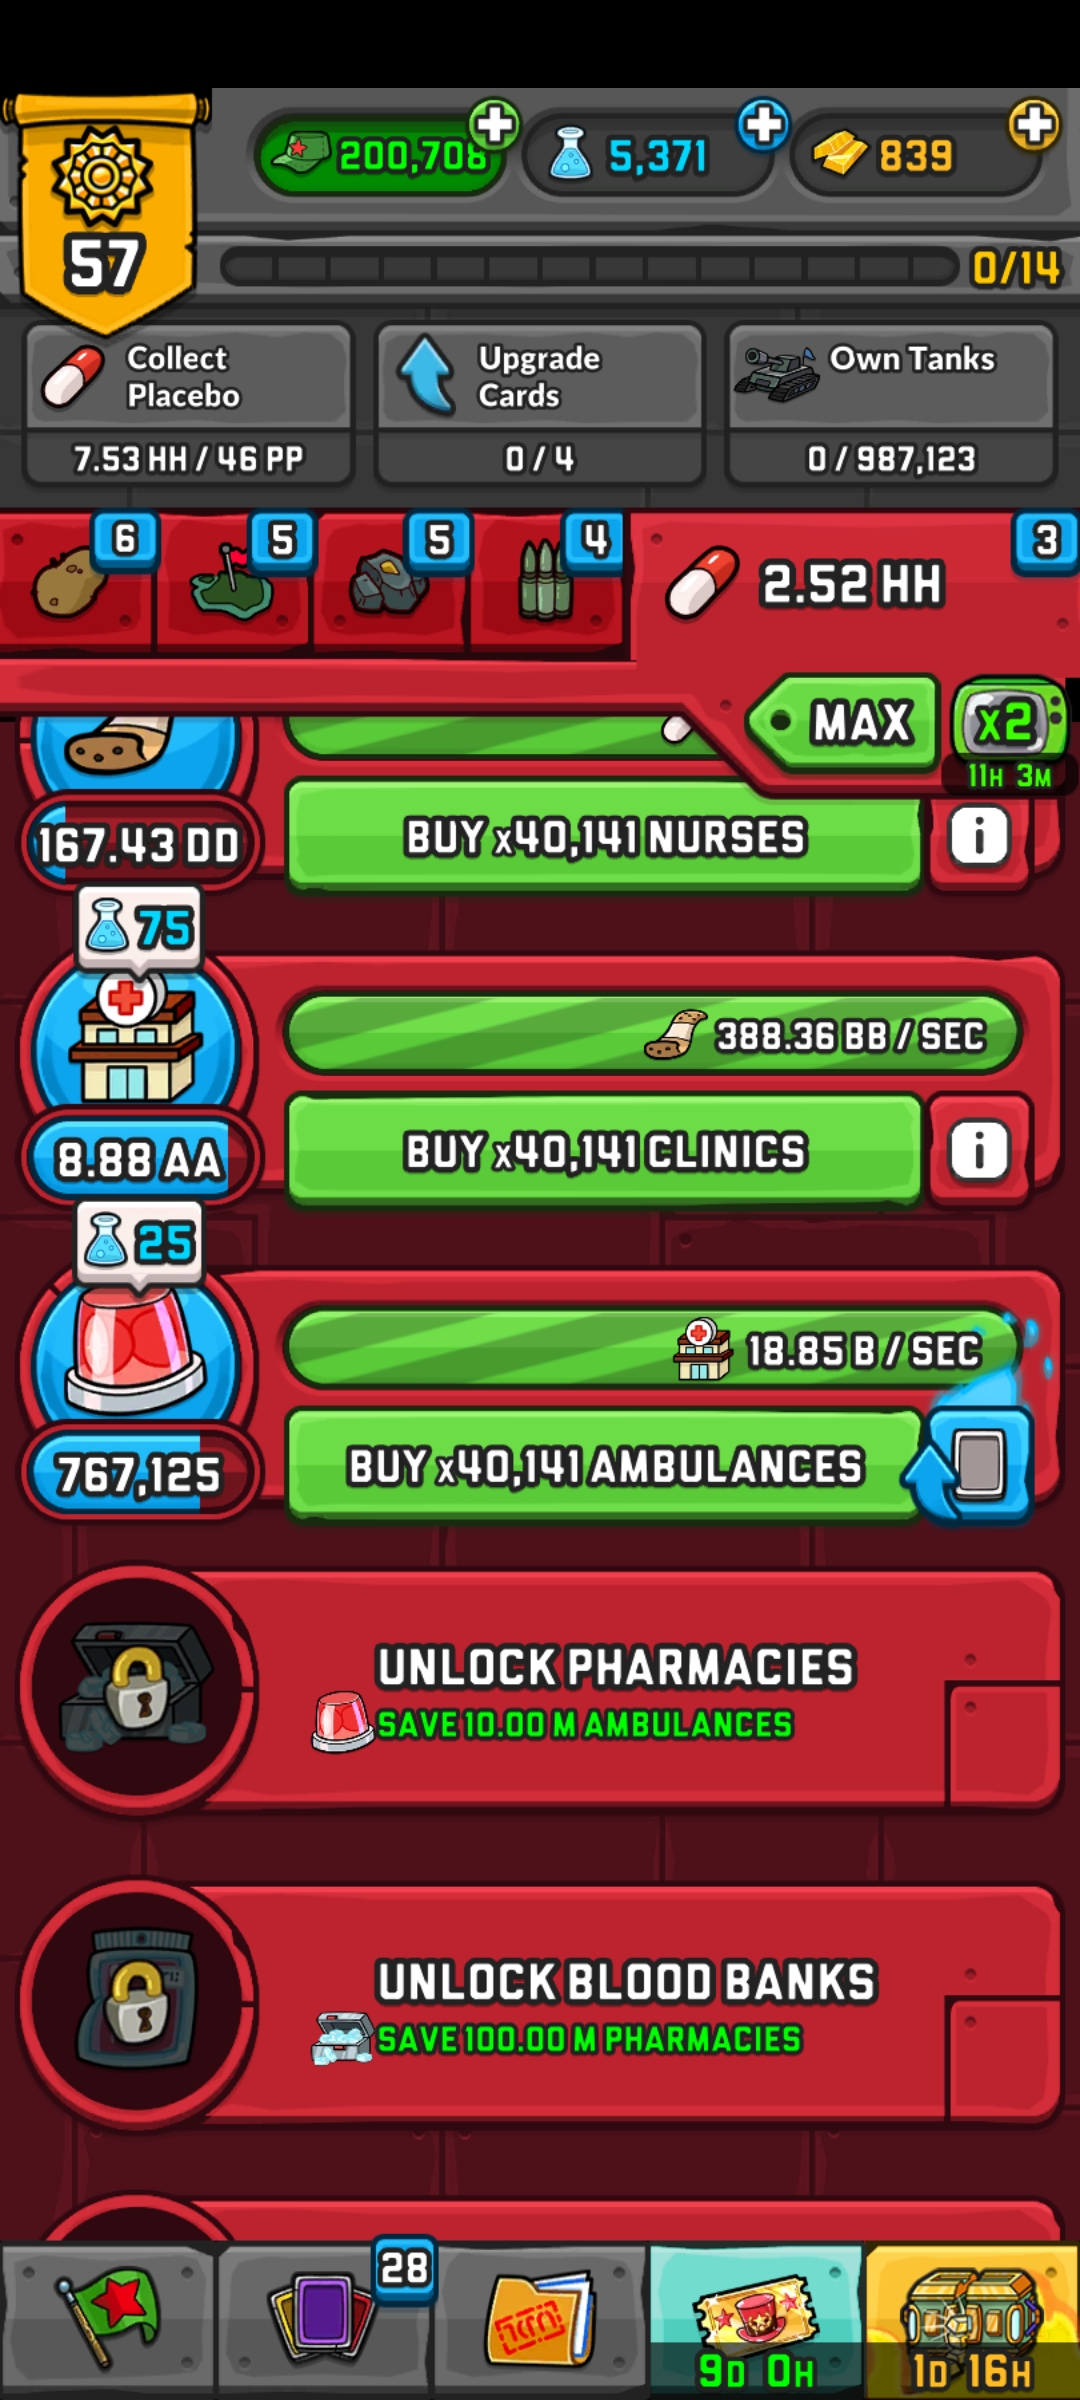 57
200,708
5,371
839
0/14
Collect
Placebo
7.53 HH / 46 PP
Upgrade
Cards
0 / 4
Own Tanks
0 / 987,123
6
5
5
4
3
2.52 HH
MAX
x2
11H 3M
167.43 DD
BUY x40,141 NURSES
i
75
388.36 BB / SEC
8.88 AA
BUY x40,141 CLINICS
i
25
18.85 B / SEC
767,125
BUY x40,141 AMBULANCES
UNLOCK PHARMACIES
SAVE 10.00 M AMBULANCES
UNLOCK BLOOD BANKS
SAVE 100.00 M PHARMACIES
28
9D 0H
1D 16H